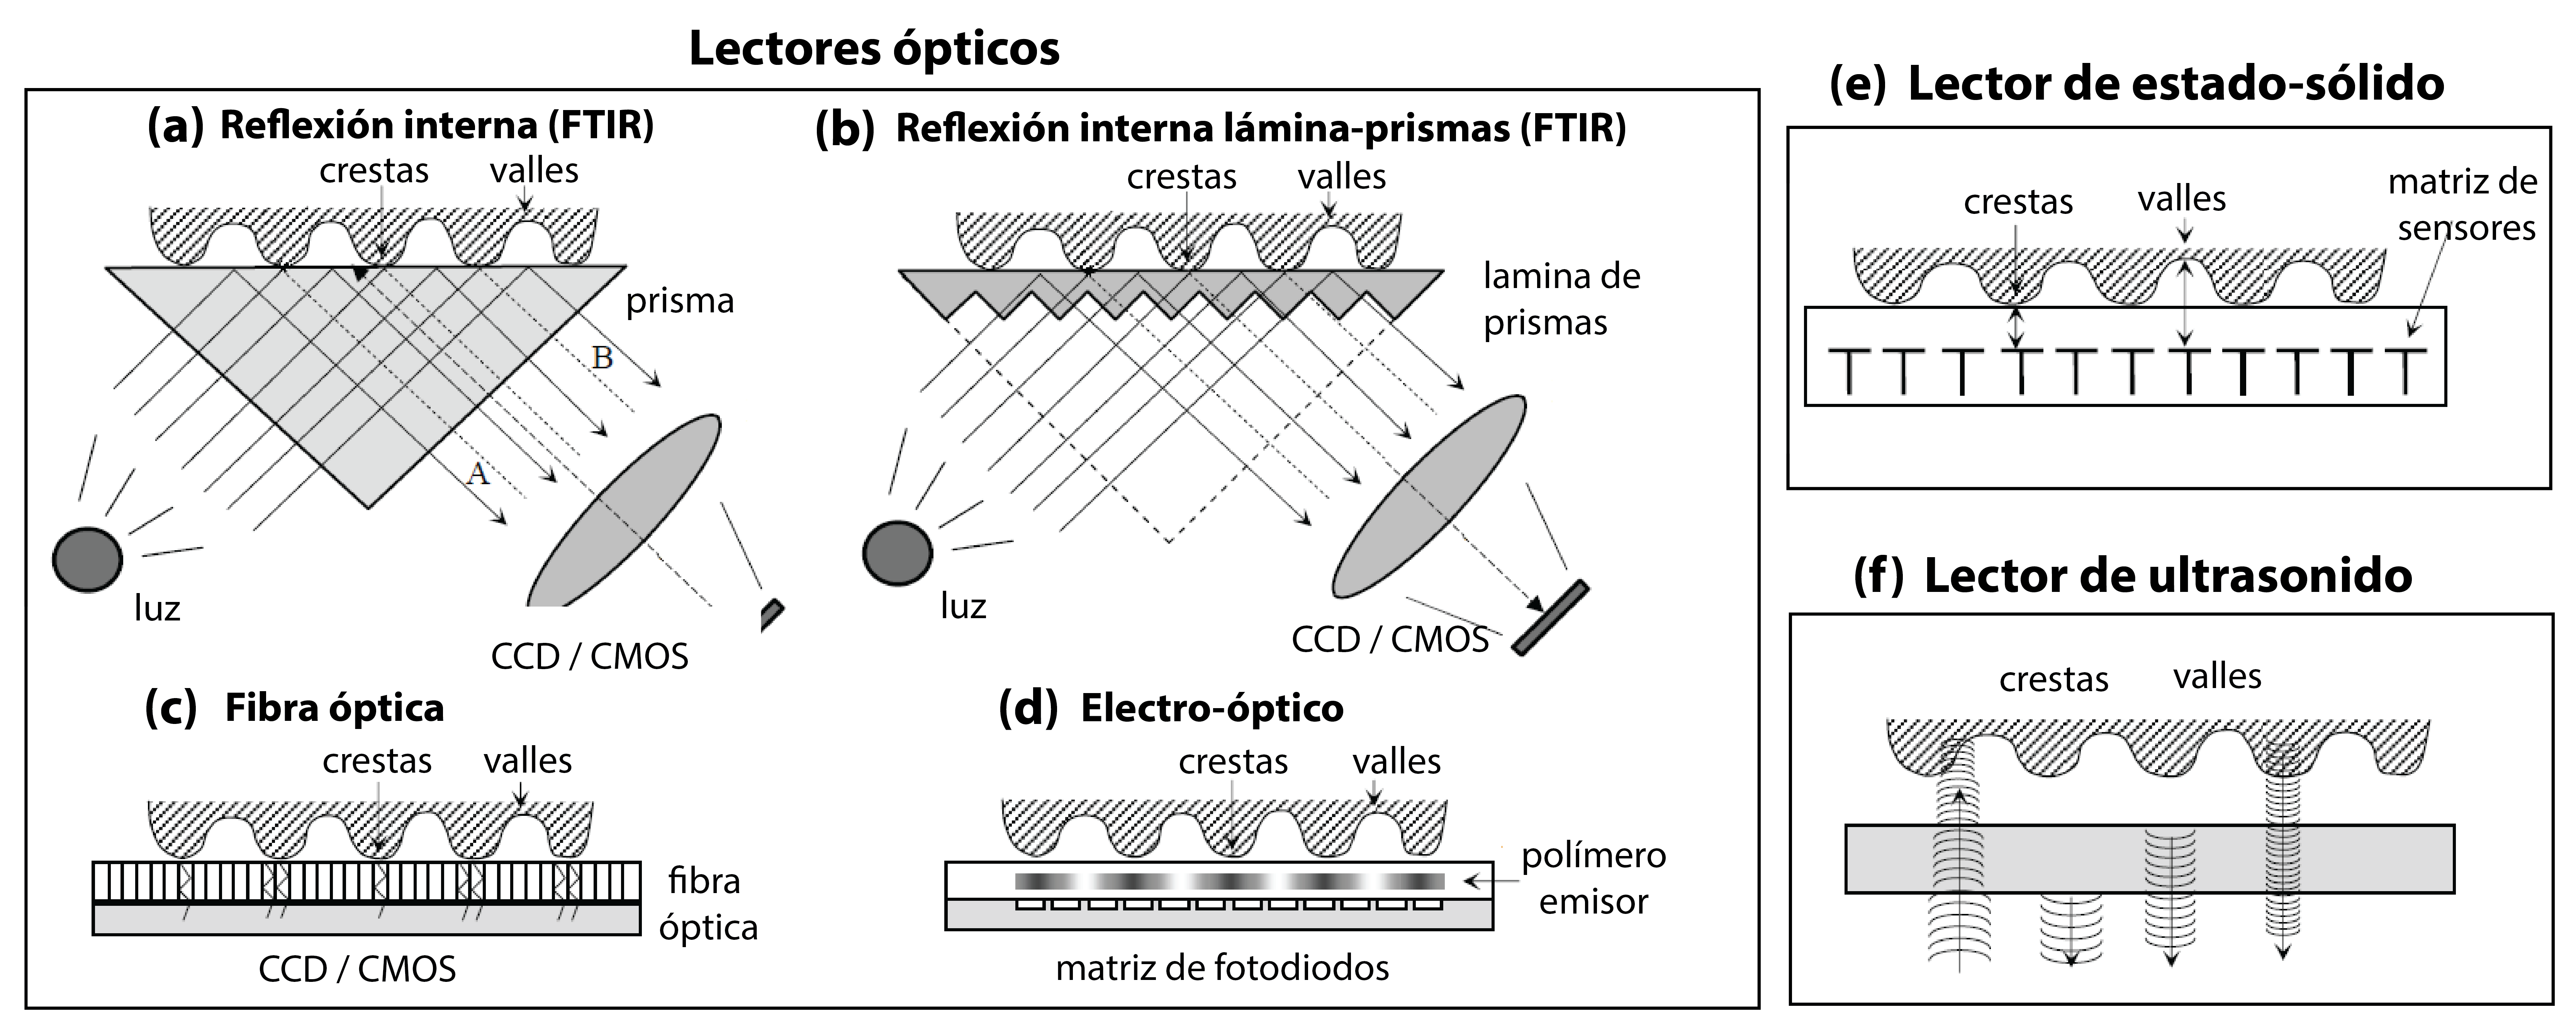 Lectores ópticos
(a) Reflexión interna (FTIR)
crestas
valles
prisma
B
A
luz
CCD / CMOS
(b) Reflexión interna lámina-prismas (FTIR)
crestas
valles
lamina de
prismas
luz
CCD / CMOS
(c) Fibra óptica
crestas
valles
fibra
óptica
CCD / CMOS
(d) Electro-óptico
crestas
valles
polímero
emisor
matriz de fotodiodos
(e) Lector de estado-sólido
crestas
valles
matriz de
sensores
(f) Lector de ultrasonido
crestas
valles